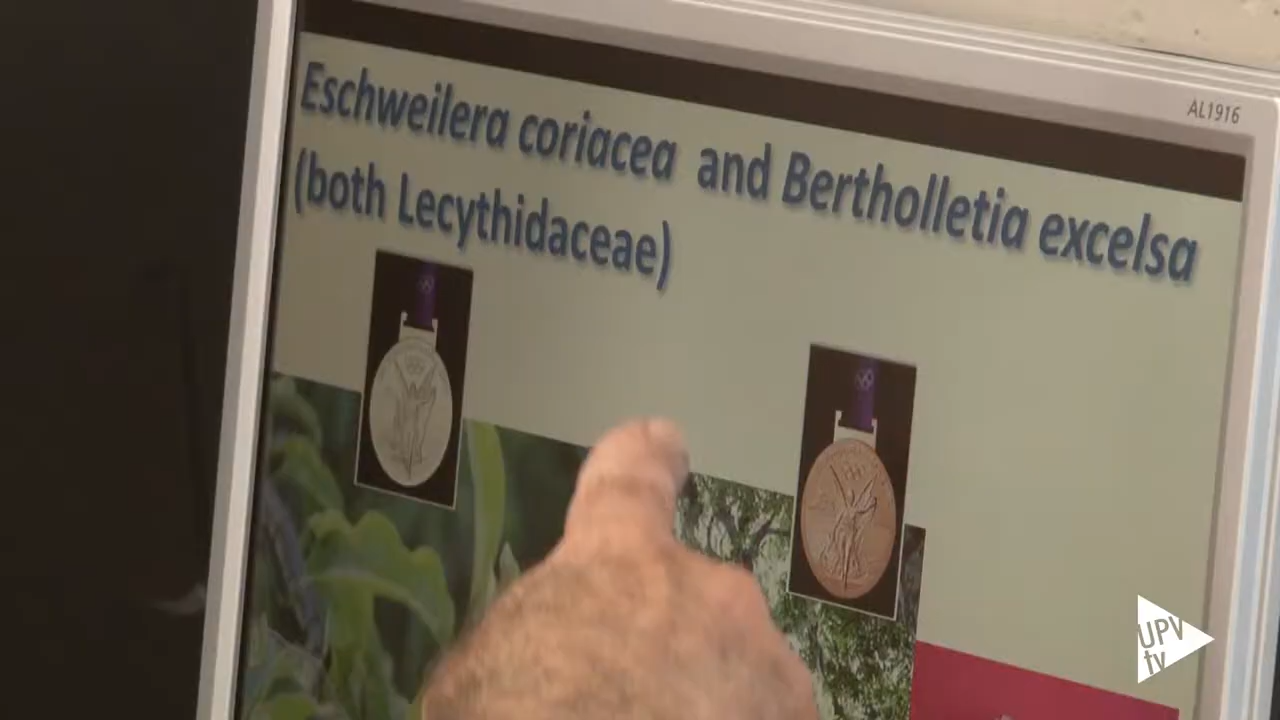 AL1916
Eschweilera coriacea and Bertholletia excelsa
(both Lecythidaceae)
UPV
tv